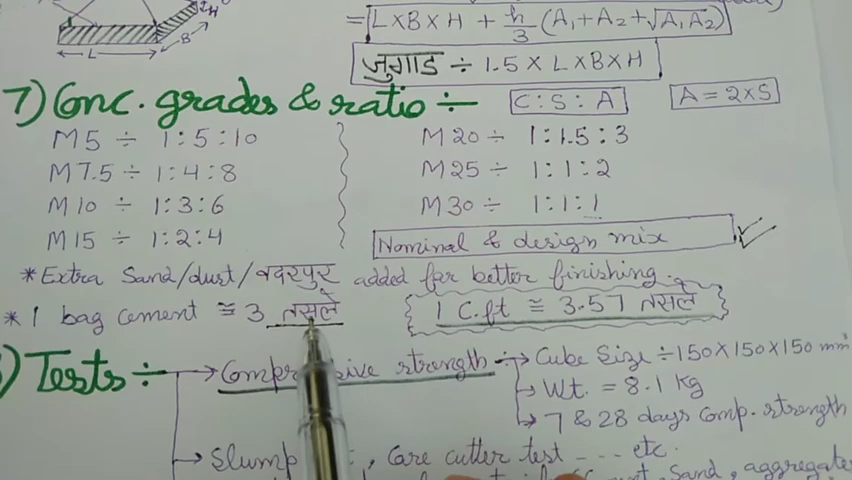 = L×B×H + h/3 (A1+A2+√A1A2)
L B H
जुगाड ÷ 1.5 × L×B×H
7) Conc. grades & ratio ÷ C:S:A A = 2×S
M5 ÷ 1:5:10 M20 ÷ 1:1.5:3
M7.5 ÷ 1:4:8 M25 ÷ 1:1:2
M10 ÷ 1:3:6 M30 ÷ 1:1:1
M15 ÷ 1:2:4 Nominal & design mix ✓
*Extra Sand/dust/बदरपुर added for better finishing.
* 1 bag cement ≅ 3 तसले 1 C.ft ≅ 3.57 तसले
) Tests ÷ → Compressive strength ÷ → Cube Size ÷ 150×150×150 mm
→ Wt. = 8.1 kg
→ 7 & 28 days comp. strength
→ Slump , Core cutter test - - - etc.
Sand, aggregate